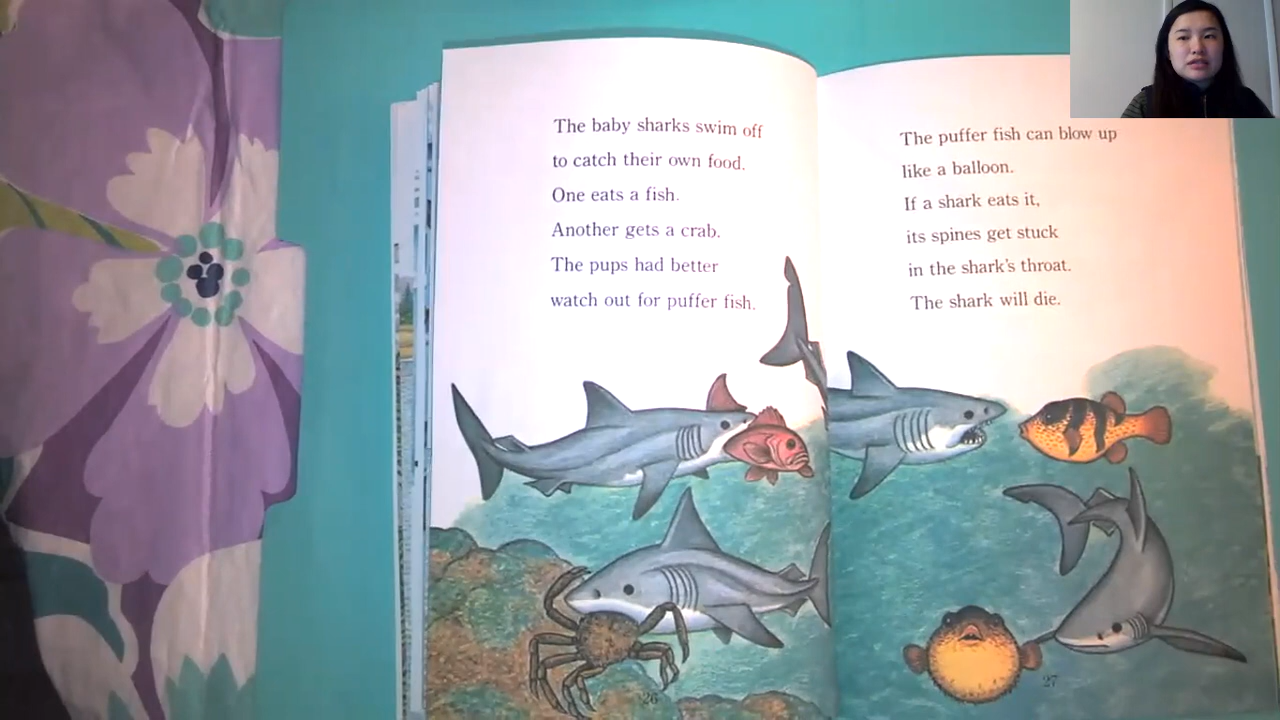 The baby sharks swim off
to catch their own food.
One eats a fish.
Another gets a crab.
The pups had better
watch out for puffer fish.
26
The puffer fish can blow up
like a balloon.
If a shark eats it,
its spines get stuck
in the shark's throat.
The shark will die.
27